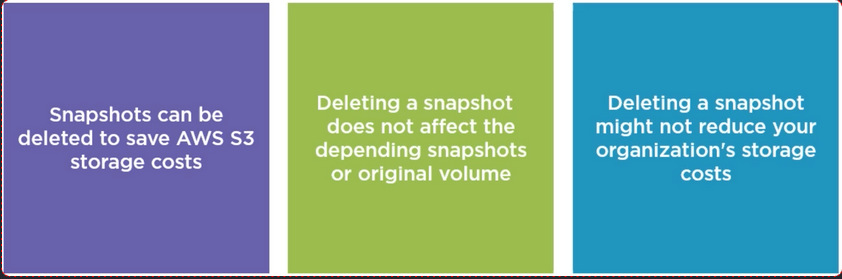 Snapshots can be
deleted to save AWS S3
storage costs
Deleting a snapshot
does not affect the
depending snapshots
or original volume
Deleting a snapshot
might not reduce your
organization's storage
costs